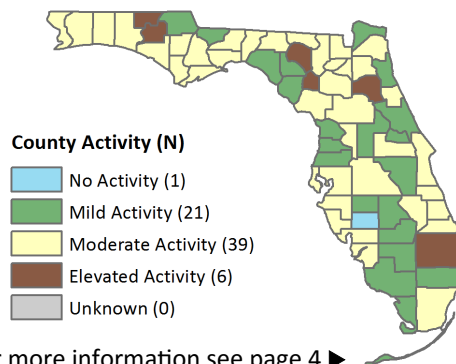 County Activity (N)
No Activity (1)
Mild Activity (21)
Moderate Activity (39)
Elevated Activity (6)
Unknown (0)
more information see page 4 ▶